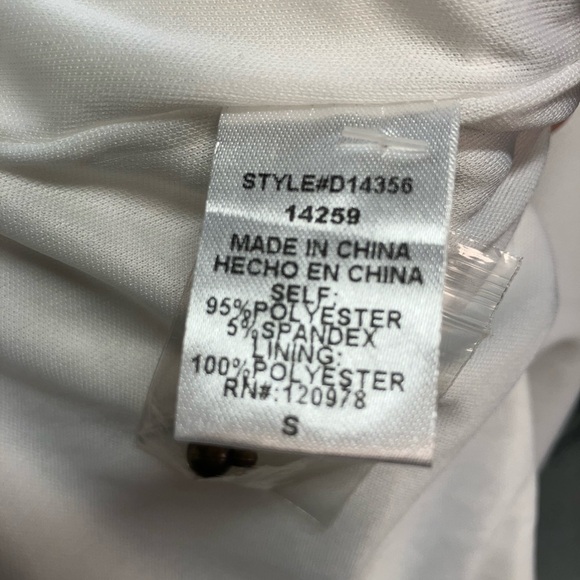 STYLE#D14356
14259
MADE IN CHINA
HECHO EN CHINA
SELF:
95%POLYESTER
5%SPANDEX
LINING:
100%POLYESTER
RN#:120978
S